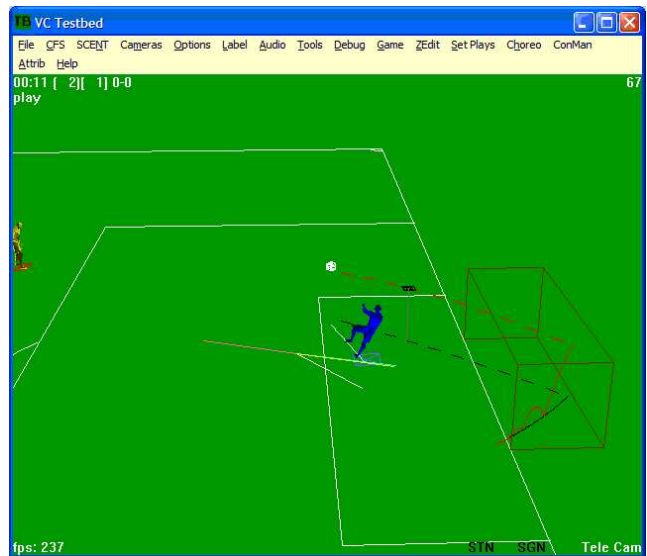 TB VC Testbed
File CFS SCENT Cameras Options Label Audio Tools Debug Game ZEdit Set Plays Choreo ConMan
Attrib Help
00:11 [ 2][ 1] 0-0 67
play
fps: 237 STN SGN Tele Cam